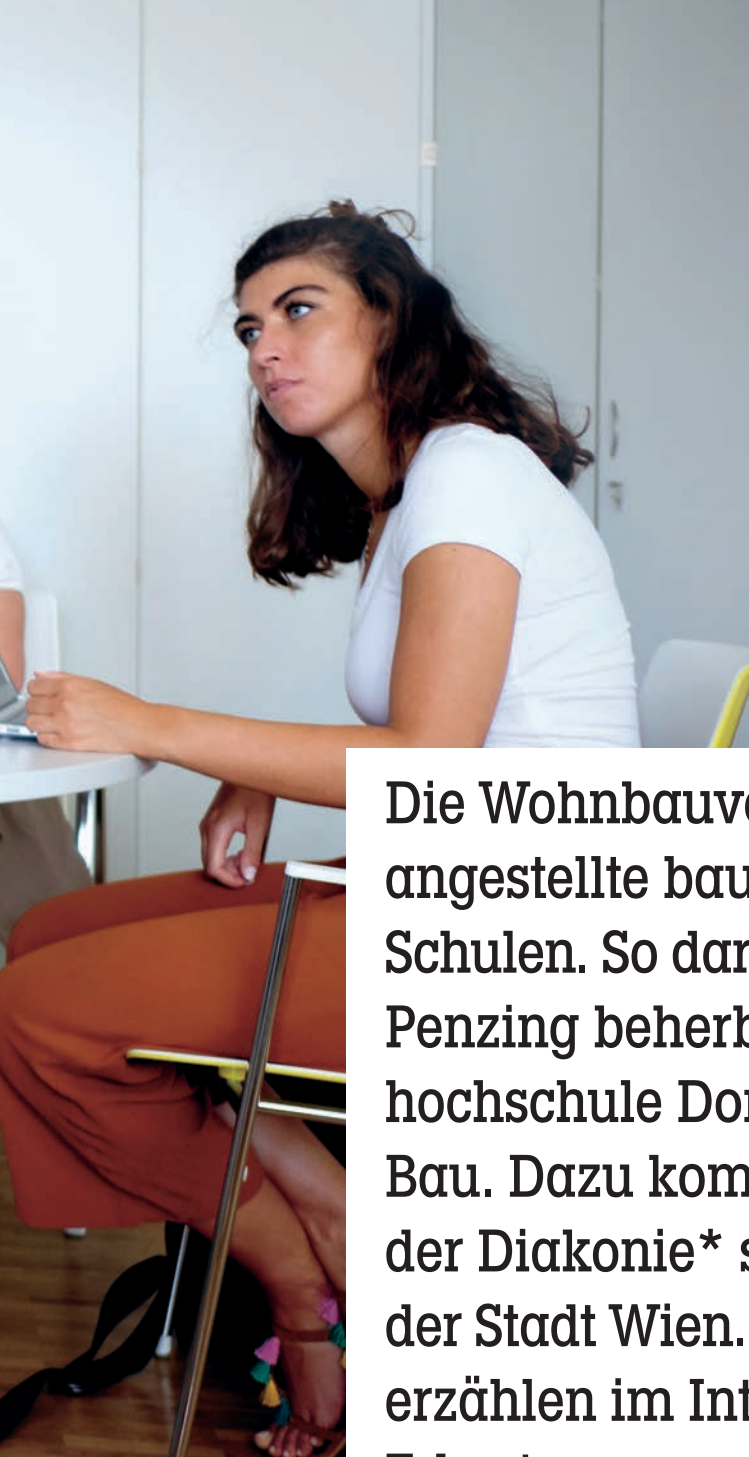 Die Wohnbauv
angestellte bau
Schulen. So dar
Penzing beherb
hochschule Do
Bau. Dazu kom
der Diakonie* s
der Stadt Wien.
erzählen im Int